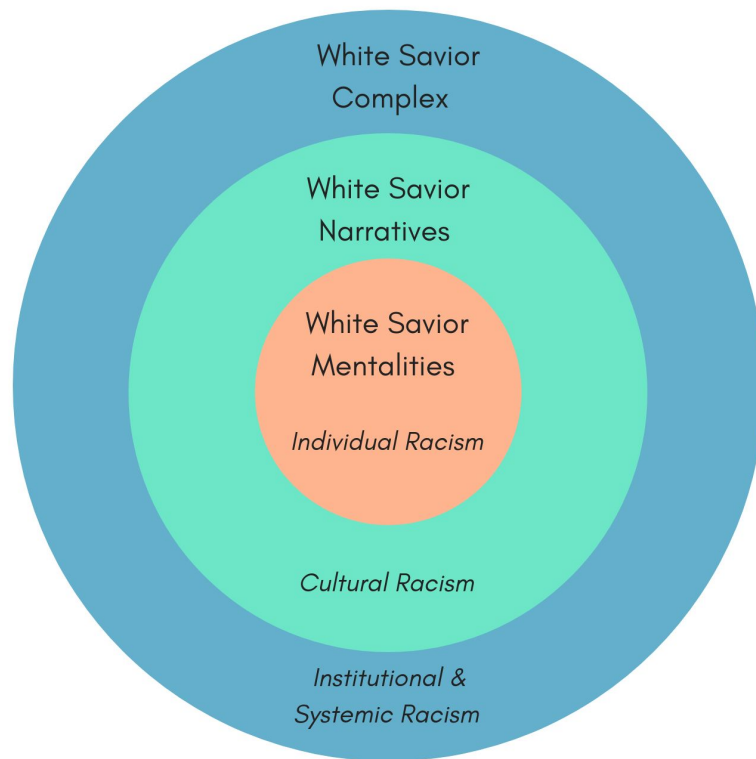 White Savior
Complex
White Savior
Narratives
White Savior
Mentalities
Individual Racism
Cultural Racism
Institutional &
Systemic Racism